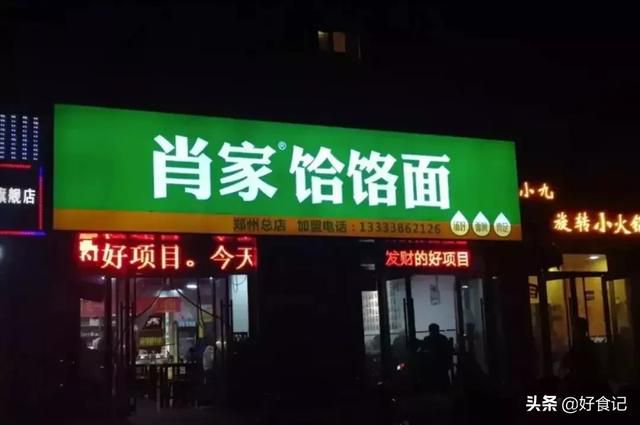 肖家®饸饹面
郑州总店 加盟电话：13333862126
旗舰店
的好项目。今天
发财的好项目
小九
旋转小火锅
头条 @好食记